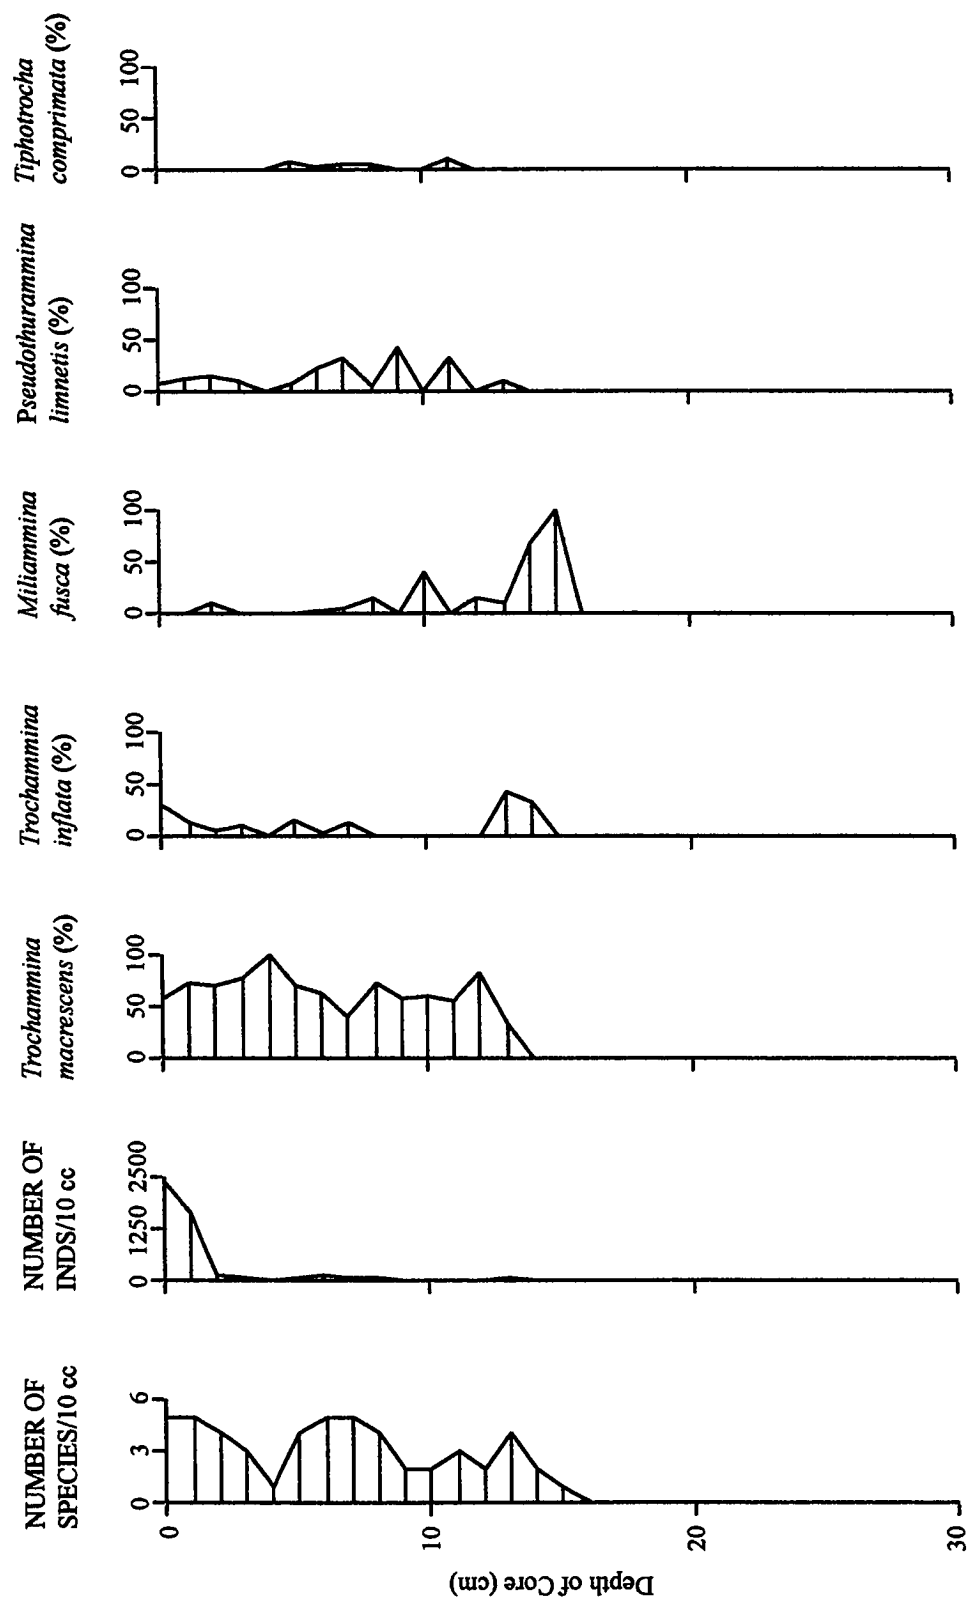 NUMBER OF
SPECIES/10 cc
0 3 6
NUMBER OF
INDS/10 cc
0 1250 2500
Trochammina
macrescens (%)
0 50 100
Trochammina
inflata (%)
0 50 100
Miliammina
fusca (%)
0 50 100
Pseudothurammina
limnetis (%)
0 50 100
Tiphotrocha
comprimata (%)
0 50 100
0
10
20
30
Depth of Core (cm)